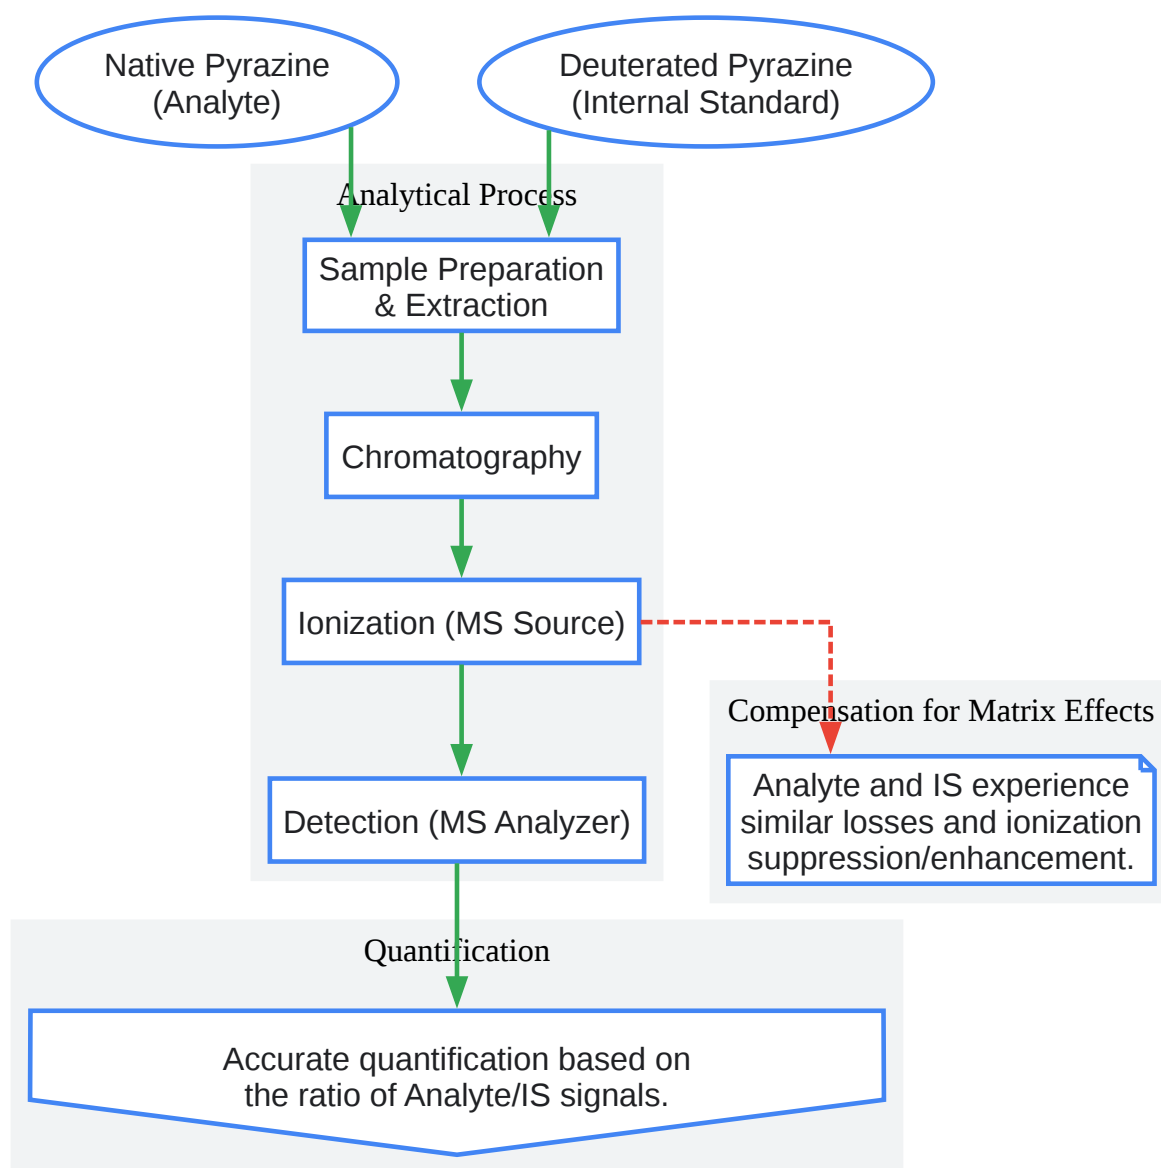 Native Pyrazine
(Analyte)
Deuterated Pyrazine
(Internal Standard)
Analytical Process
Sample Preparation
& Extraction
Chromatography
Ionization (MS Source)
Compensation for Matrix Effects
Analyte and IS experience
similar losses and ionization
suppression/enhancement.
Detection (MS Analyzer)
Quantification
Accurate quantification based on
the ratio of Analyte/IS signals.